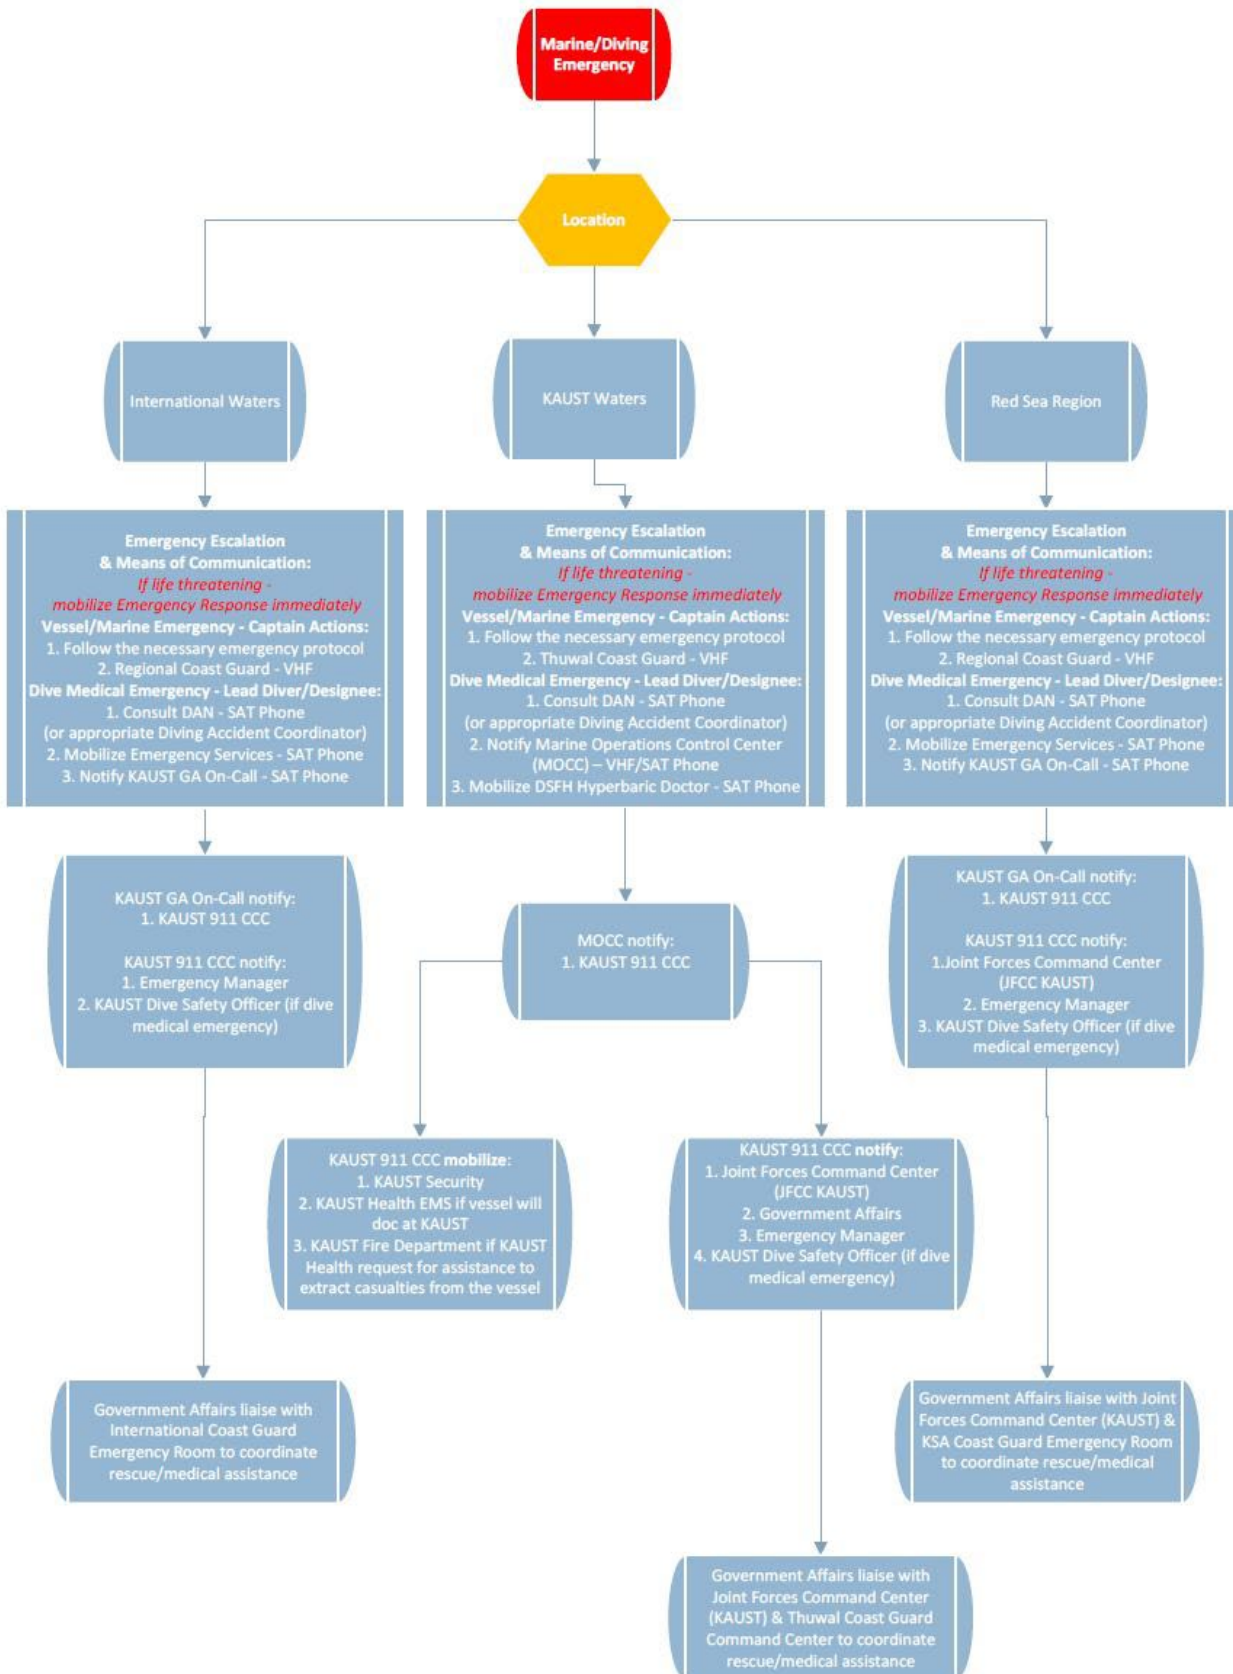 Marine/Diving
Emergency
Location
International Waters
KAUST Waters
Red Sea Region
Emergency Escalation
& Means of Communication:
If life threatening -
mobilize Emergency Response immediately
Vessel/Marine Emergency - Captain Actions:
1. Follow the necessary emergency protocol
2. Regional Coast Guard - VHF
Dive Medical Emergency - Lead Diver/Designee:
1. Consult DAN - SAT Phone
(or appropriate Diving Accident Coordinator)
2. Mobilize Emergency Services - SAT Phone
3. Notify KAUST GA On-Call - SAT Phone
Emergency Escalation
& Means of Communication:
If life threatening -
mobilize Emergency Response immediately
Vessel/Marine Emergency - Captain Actions:
1. Follow the necessary emergency protocol
2. Thuwal Coast Guard - VHF
Dive Medical Emergency - Lead Diver/Designee:
1. Consult DAN - SAT Phone
(or appropriate Diving Accident Coordinator)
2. Notify Marine Operations Control Center
(MOCC) – VHF/SAT Phone
3. Mobilize DSFH Hyperbaric Doctor - SAT Phone
Emergency Escalation
& Means of Communication:
If life threatening -
mobilize Emergency Response immediately
Vessel/Marine Emergency - Captain Actions:
1. Follow the necessary emergency protocol
2. Regional Coast Guard - VHF
Dive Medical Emergency - Lead Diver/Designee:
1. Consult DAN - SAT Phone
(or appropriate Diving Accident Coordinator)
2. Mobilize Emergency Services - SAT Phone
3. Notify KAUST GA On-Call - SAT Phone
KAUST GA On-Call notify:
1. KAUST 911 CCC
KAUST 911 CCC notify:
1. Emergency Manager
2. KAUST Dive Safety Officer (if dive
medical emergency)
MOCC notify:
1. KAUST 911 CCC
KAUST GA On-Call notify:
1. KAUST 911 CCC
KAUST 911 CCC notify:
1.Joint Forces Command Center
(JFCC KAUST)
2. Emergency Manager
3. KAUST Dive Safety Officer (if dive
medical emergency)
KAUST 911 CCC mobilize:
1. KAUST Security
2. KAUST Health EMS if vessel will
doc at KAUST
3. KAUST Fire Department if KAUST
Health request for assistance to
extract casualties from the vessel
KAUST 911 CCC notify:
1. Joint Forces Command Center
(JFCC KAUST)
2. Government Affairs
3. Emergency Manager
4. KAUST Dive Safety Officer (if dive
medical emergency)
Government Affairs liaise with
International Coast Guard
Emergency Room to coordinate
rescue/medical assistance
Government Affairs liaise with Joint
Forces Command Center (KAUST) &
KSA Coast Guard Emergency Room
to coordinate rescue/medical
assistance
Government Affairs liaise with
Joint Forces Command Center
(KAUST) & Thuwal Coast Guard
Command Center to coordinate
rescue/medical assistance